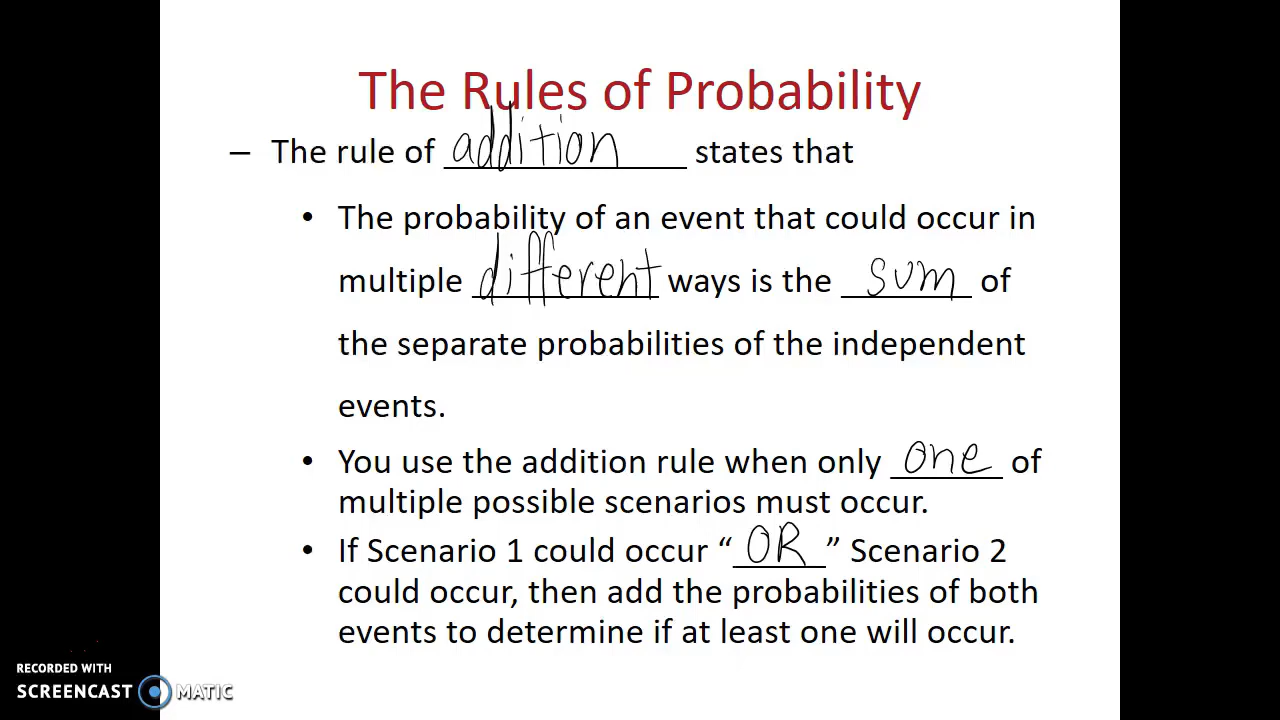 The Rules of Probability
– The rule of addition states that
• The probability of an event that could occur in
multiple different ways is the sum of
the separate probabilities of the independent
events.
• You use the addition rule when only one of
multiple possible scenarios must occur.
• If Scenario 1 could occur “OR” Scenario 2
could occur, then add the probabilities of both
events to determine if at least one will occur.
RECORDED WITH
SCREENCAST MATIC